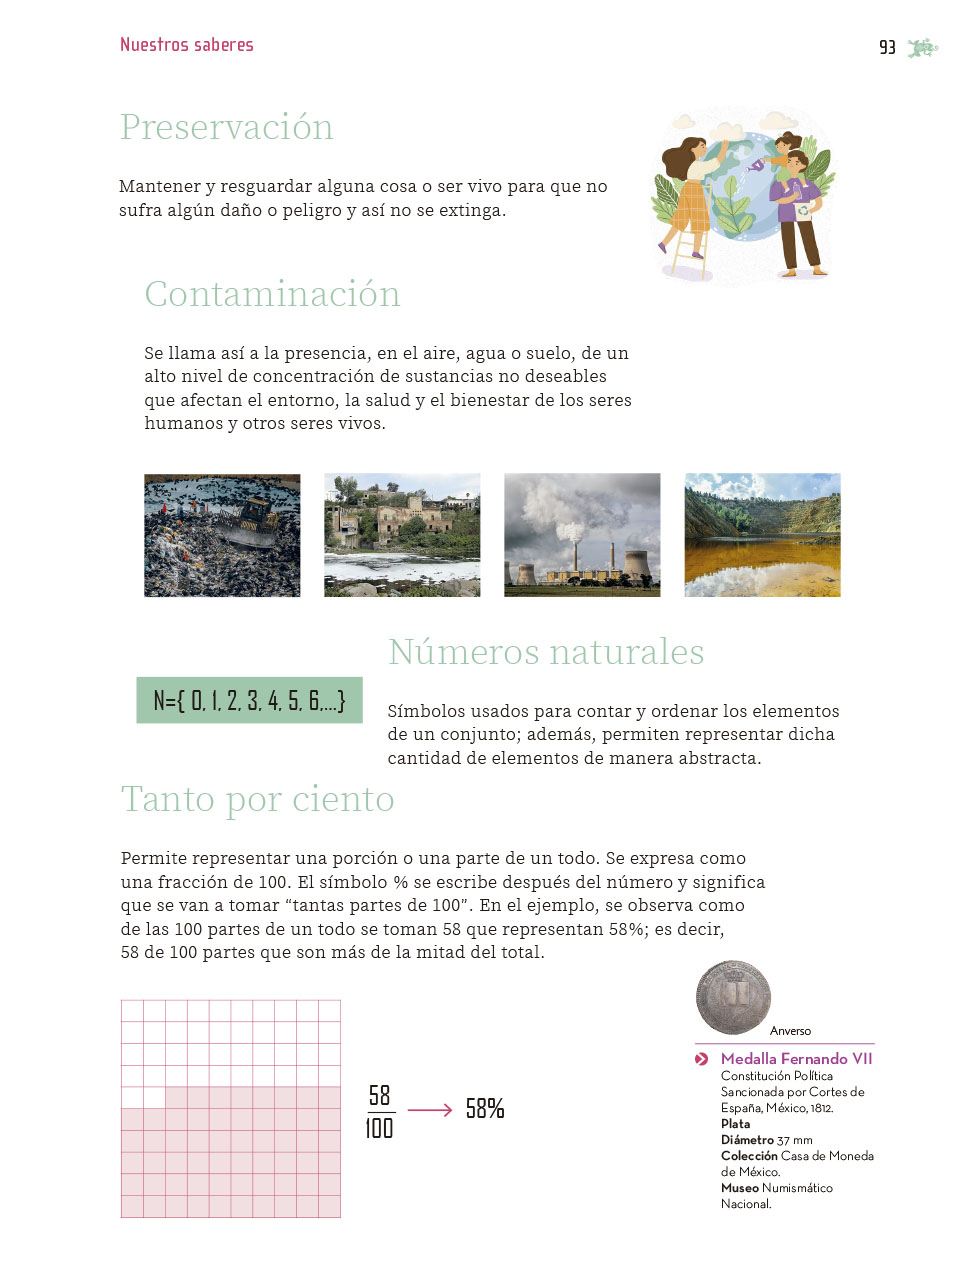 Nuestros saberes
93
Preservación
Mantener y resguardar alguna cosa o ser vivo para que no
sufra algún daño o peligro y así no se extinga.
Contaminación
Se llama así a la presencia, en el aire, agua o suelo, de un
alto nivel de concentración de sustancias no deseables
que afectan el entorno, la salud y el bienestar de los seres
humanos y otros seres vivos.
Números naturales
N={ 0, 1, 2, 3, 4, 5, 6,...}
Símbolos usados para contar y ordenar los elementos
de un conjunto; además, permiten representar dicha
cantidad de elementos de manera abstracta.
Tanto por ciento
Permite representar una porción o una parte de un todo. Se expresa como
una fracción de 100. El símbolo % se escribe después del número y significa
que se van a tomar “tantas partes de 100”. En el ejemplo, se observa como
de las 100 partes de un todo se toman 58 que representan 58%; es decir,
58 de 100 partes que son más de la mitad del total.
58
100
58%
Anverso
Medalla Fernando VII
Constitución Política
Sancionada por Cortes de
España, México, 1812.
Plata
Diámetro 37 mm
Colección Casa de Moneda
de México.
Museo Numismático
Nacional.